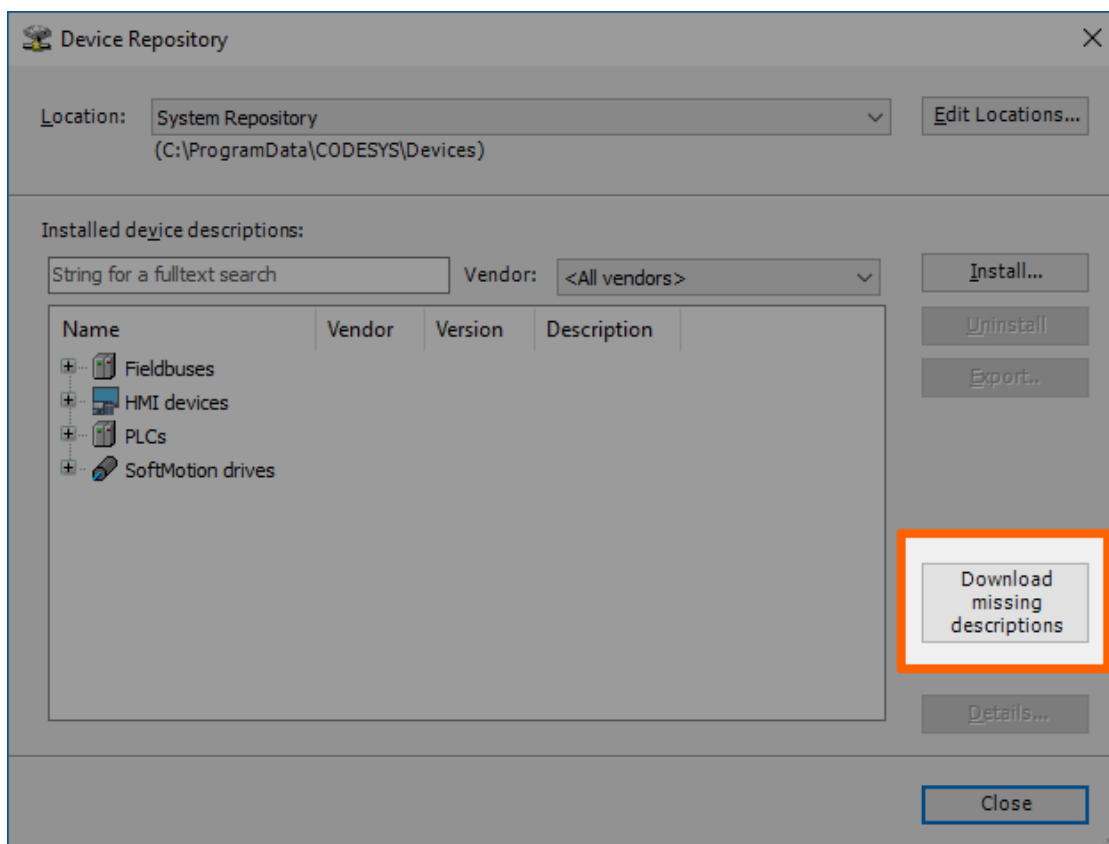 Device Repository
Location:
System Repository
Edit Locations...
(C:\ProgramData\CODESYS\Devices)
Installed device descriptions:
String for a fulltext search
Vendor:
<All vendors>
Install...
Name
Vendor
Version
Description
Uninstall
Fieldbuses
Export..
HMI devices
PLCs
SoftMotion drives
Download
missing
descriptions
Details...
Close